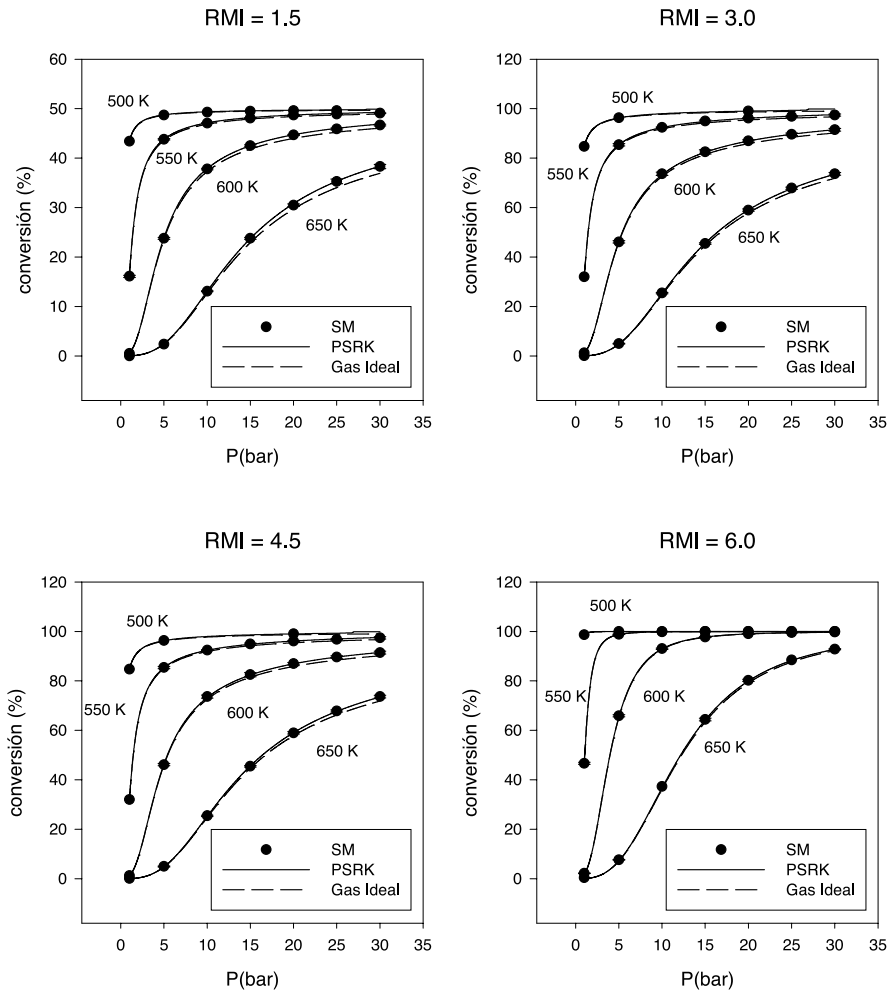 RMI = 1.5
60
50
40
30
20
10
0
conversión (%)
500 K
550 K
600 K
650 K
SM
PSRK
Gas Ideal
0 5 10 15 20 25 30 35
P(bar)
RMI = 3.0
120
100
80
60
40
20
0
conversión (%)
500 K
550 K
600 K
650 K
SM
PSRK
Gas Ideal
0 5 10 15 20 25 30 35
P(bar)
RMI = 4.5
120
100
80
60
40
20
0
conversión (%)
500 K
550 K
600 K
650 K
SM
PSRK
Gas Ideal
0 5 10 15 20 25 30 35
P(bar)
RMI = 6.0
120
100
80
60
40
20
0
conversión (%)
500 K
550 K
600 K
650 K
SM
PSRK
Gas Ideal
0 5 10 15 20 25 30 35
P(bar)